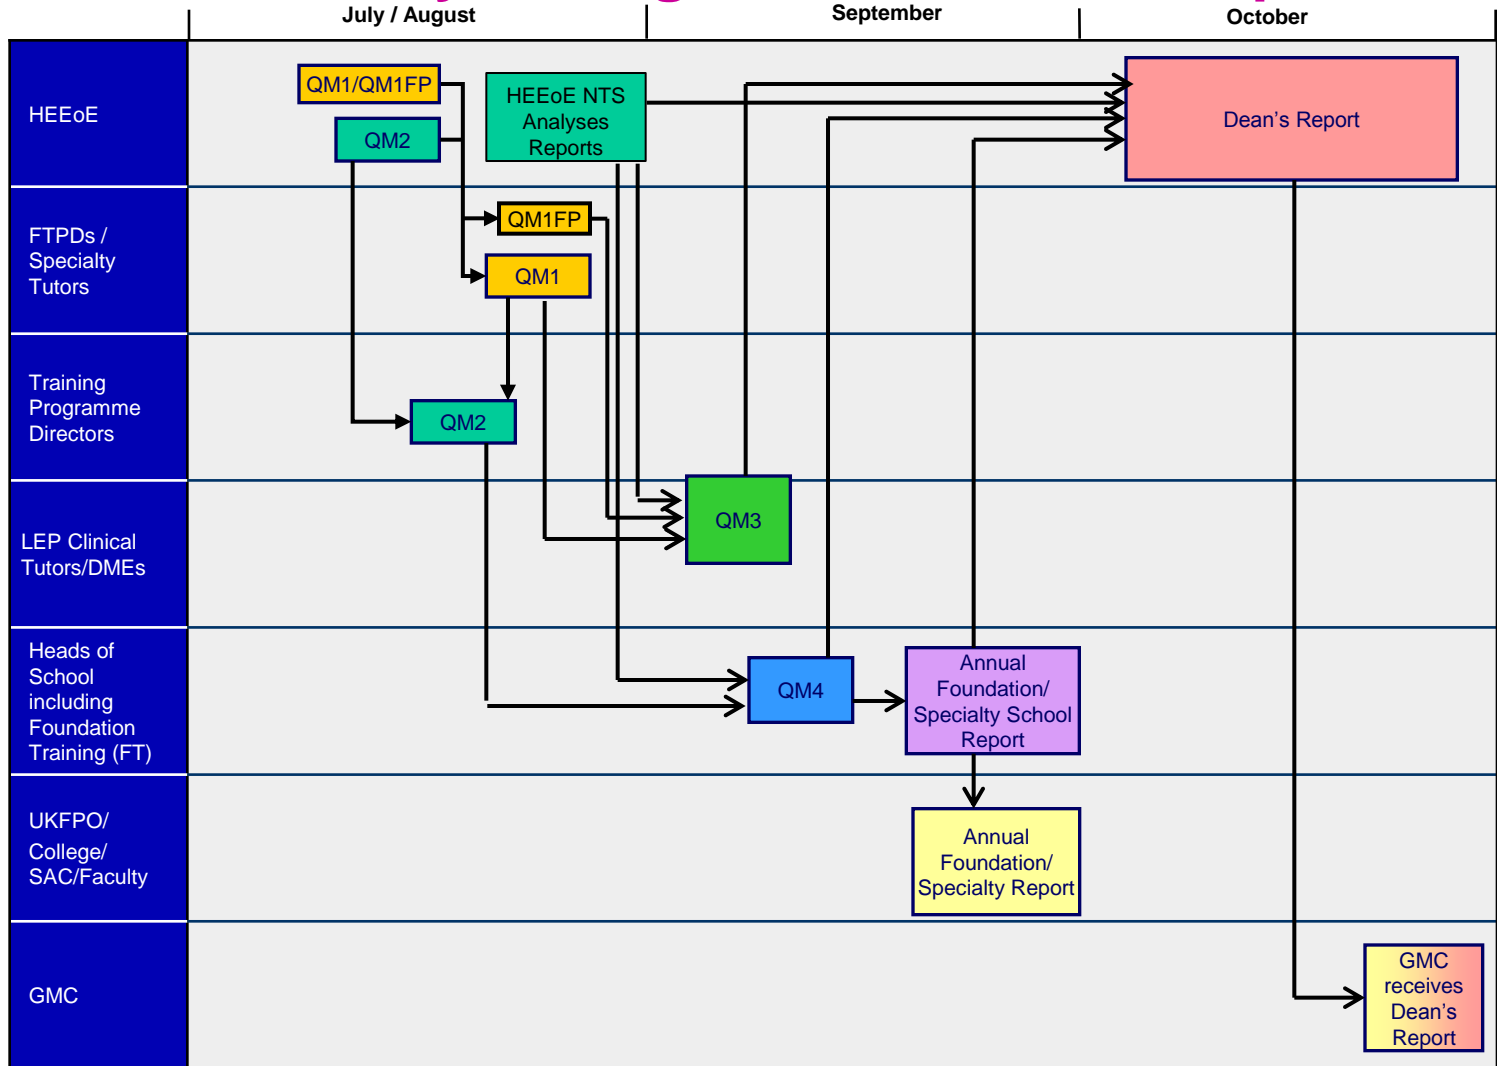 July / August
September
October
HEEoE
QM1/QM1FP
QM2
HEEoE NTS
Analyses
Reports
Dean's Report
FTPDs /
Specialty
Tutors
QM1FP
QM1
Training
Programme
Directors
QM2
LEP Clinical
Tutors/DMEs
QM3
Heads of
School
including
Foundation
Training (FT)
QM4
Annual
Foundation/
Specialty School
Report
UKFPO/
College/
SAC/Faculty
Annual
Foundation/
Specialty Report
GMC
GMC
receives
Dean's
Report